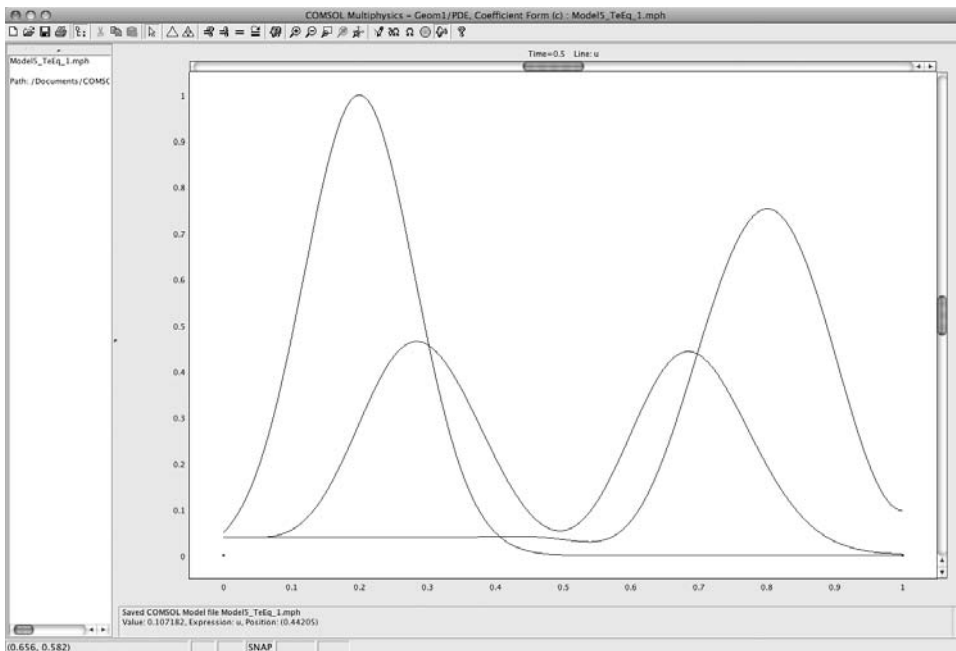 COMSOL Multiphysics – Geom1/PDE, Coefficient Form (c) : Model5_TeEq_1.mph
Model5_TeEq_1.mph
Path: /Documents/COMSC
Time=0.5 Line: u
1
0.9
0.8
0.7
0.6
0.5
0.4
0.3
0.2
0.1
0
0 0.1 0.2 0.3 0.4 0.5 0.6 0.7 0.8 0.9 1
Saved COMSOL Model file Model5_TeEq_1.mph
Value: 0.107182, Expression: u, Position: (0.44205)
(0.656, 0.582) SNAP